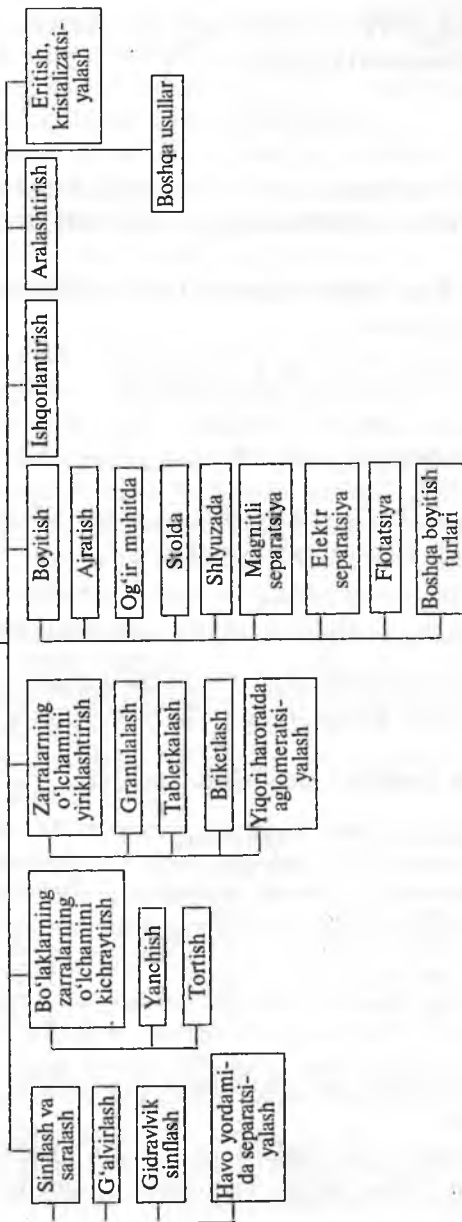 Sinflash va
saralash
G‘alvirlash
Gidravlvik
sinflash
Havo yordami-
da separatsi-
yalash
Bo‘laklarning
zarralarning
o‘lchamini
kichraytirsh
Yanchish
Tortish
Zarralarning
o‘lchamini
yiriklashtirish
Granulalash
Tabletkalash
Briketlash
Yiqori haroratda
aglomeratsi-
yalash
Boyitish
Ajratish
Og‘ir muhitda
Stolda
Shlyuzada
Magnitli
separatsiya
Elektr
separatsiya
Flotatsiya
Boshqa boyitish
turlari
Ishqorlantirish
Aralashtirish
Eritish,
kristalizatsi-
yalash
Boshqa usullar